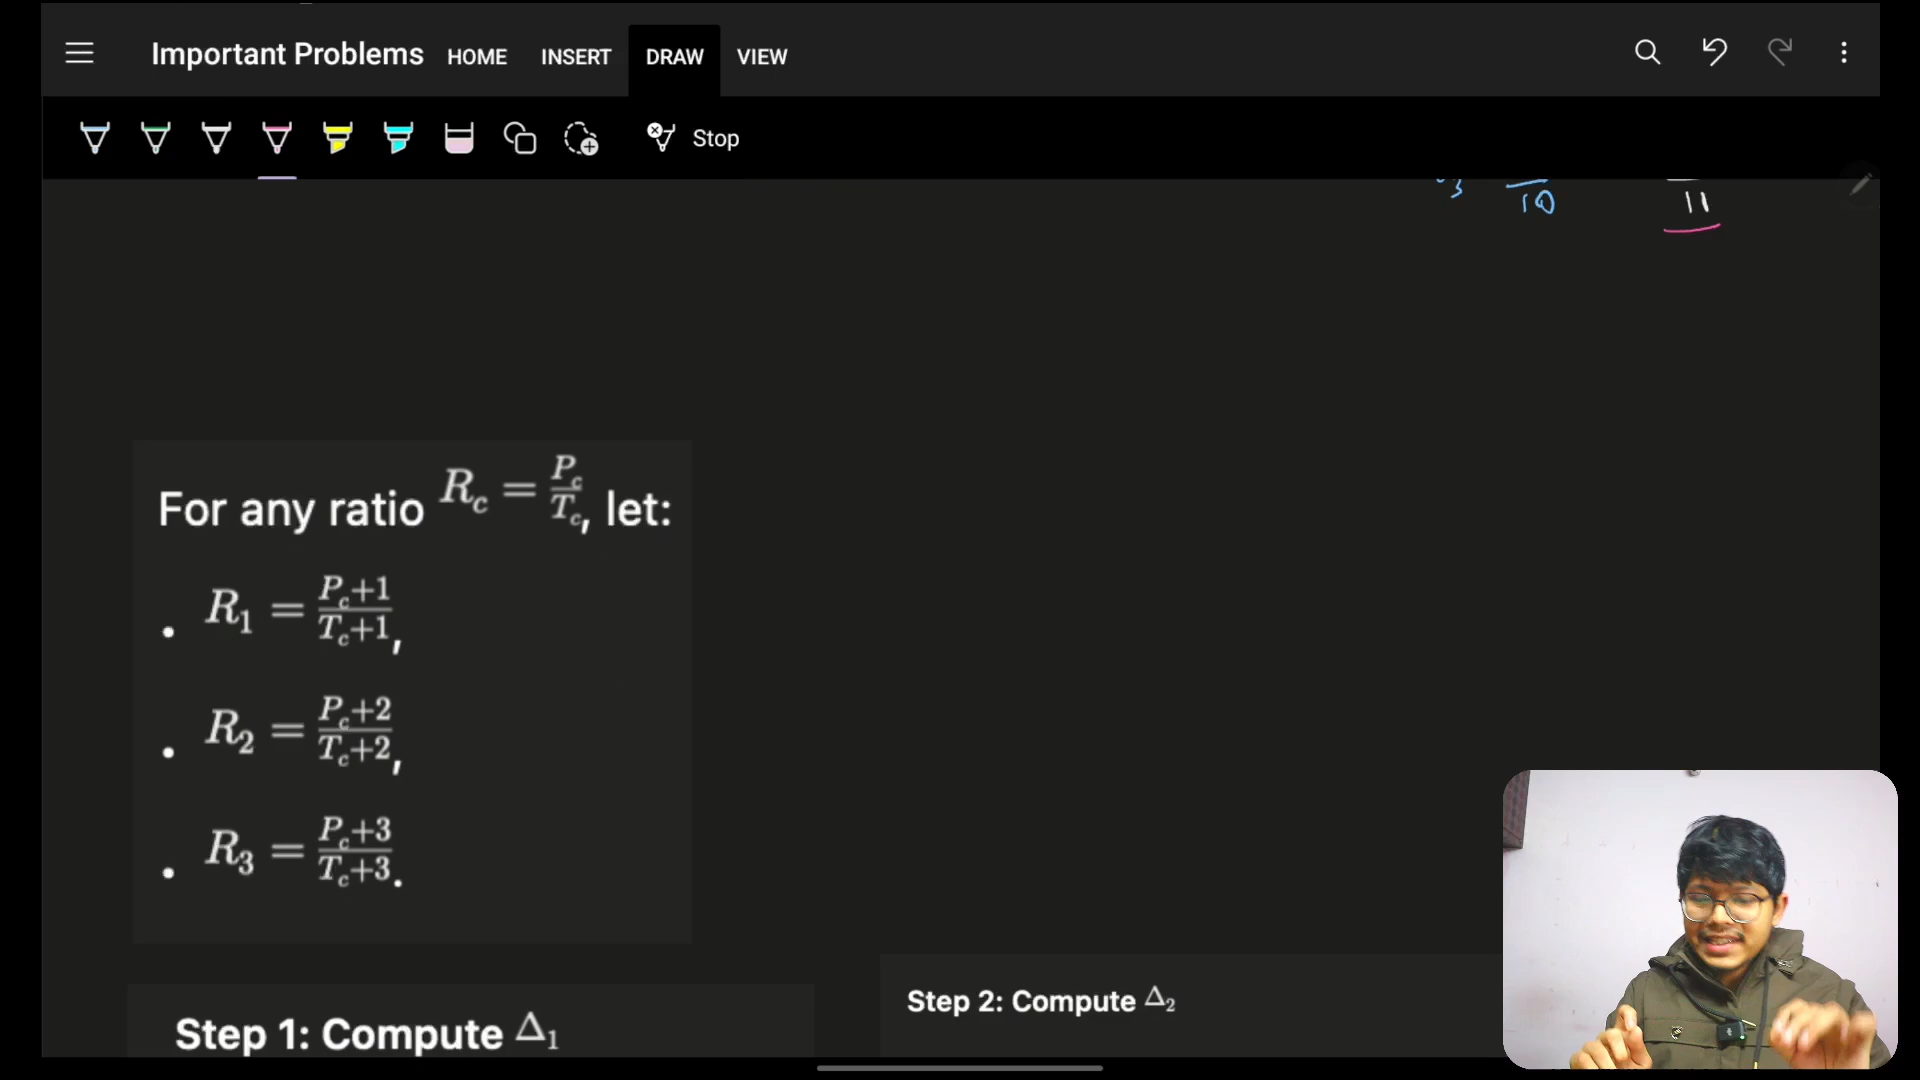 Important Problems HOME INSERT DRAW VIEW
Stop
10
11
For any ratio R_c = P_c/T_c, let:
• R_1 = P_c+1/T_c+1,
• R_2 = P_c+2/T_c+2,
• R_3 = P_c+3/T_c+3.
Step 1: Compute Δ_1
Step 2: Compute Δ_2